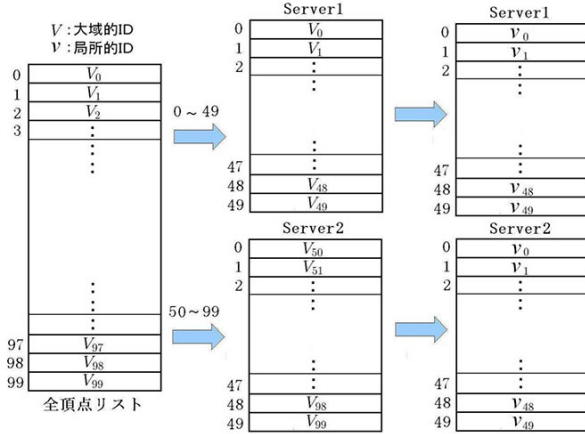 V:大域的ID
v:局所的ID
0 V0
1 V1
2 V2
3
97 V97
98 V98
99 V99
全頂点リスト
0～49
50～99
Server1
0 V0
1 V1
2
47
48 V48
49 V49
Server2
0 V50
1 V51
2
47
48 V98
49 V99
Server1
0 v0
1 v1
2
47
48 v48
49 v49
Server2
0 v0
1 v1
2
47
48 v48
49 v49